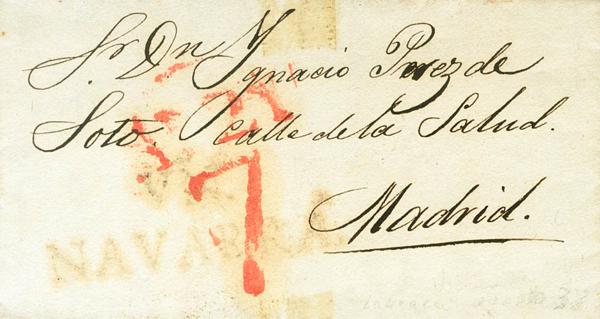 Sr. Dn Ygnacio Perez de
Soto. Calle de la Salud.
Madrid.
7
NAVARRA